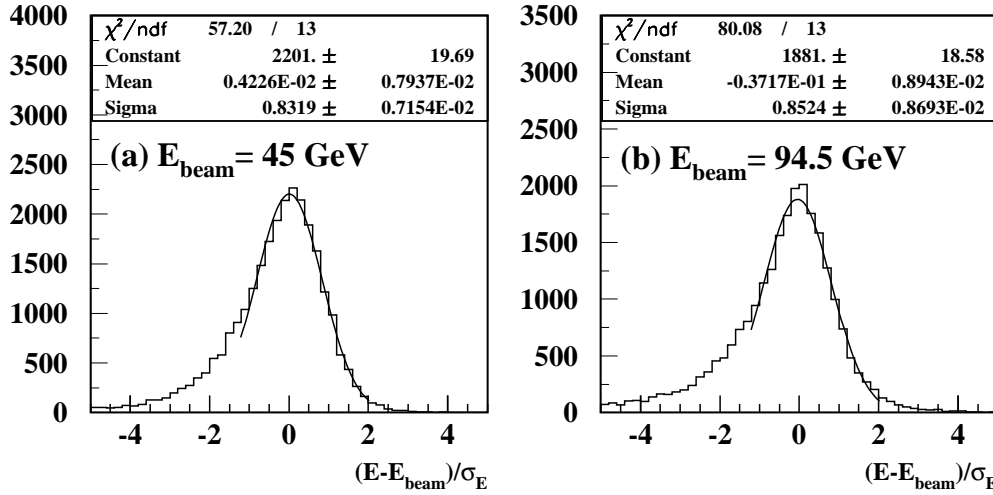 χ²/ndf 57.20 / 13
Constant 2201. ± 19.69
Mean 0.4226E-02 ± 0.7937E-02
Sigma 0.8319 ± 0.7154E-02
(a) E_beam = 45 GeV
4000
3500
3000
2500
2000
1500
1000
500
0
-4 -2 0 2 4
(E-E_beam)/σ_E
χ²/ndf 80.08 / 13
Constant 1881. ± 18.58
Mean -0.3717E-01 ± 0.8943E-02
Sigma 0.8524 ± 0.8693E-02
(b) E_beam = 94.5 GeV
3500
3000
2500
2000
1500
1000
500
0
-4 -2 0 2 4
(E-E_beam)/σ_E